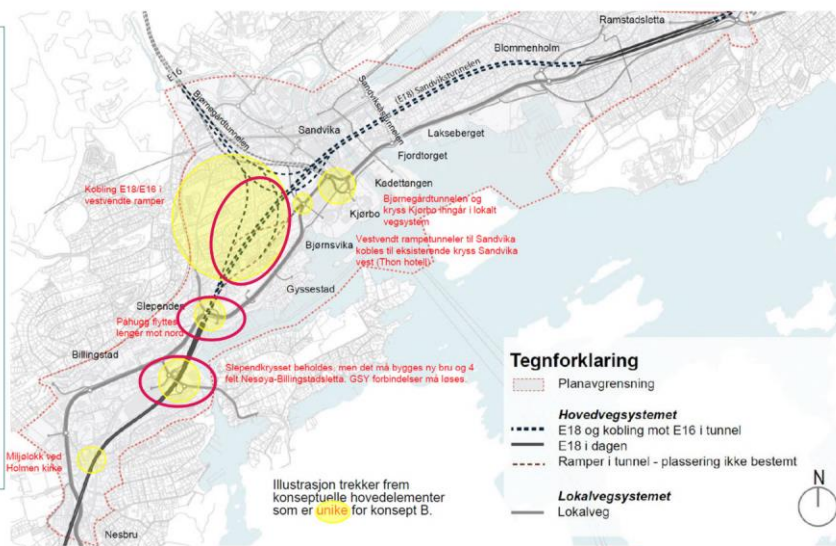 Ramstadsletta
Blommenholm
E 16
(E18) Sandvikstunnelen
Bjørnegårdtunnelen
Sandvikstunnelen
Sandvika
Lakseberget
Fjordtorget
Kobling E18/E16 i
vestvendte ramper
Kadettangen
Bjørnegårdtunnelen og
kryss Kjørbo inngår i lokalt
vegsystem
Kjørbo
Vestvendt rampetunneler til Sandvika
kobles til eksisterende kryss Sandvika
vest (Thon hotell)
Bjørnsvika
Gyssestad
Slependen
Påhugg flyttes
lenger mot nord
Billingstad
Slependkrysset beholdes, men det må bygges ny bru og 4
felt Nesøya-Billingstadsletta. GSY forbindelser må løses.
Miljølokk ved
Holmen kirke
Nesbru
Illustrasjon trekker frem
konseptuelle hovedelementer
som er unike for konsept B.
Tegnforklaring
Planavgrensning
Hovedvegsystemet
E18 og kobling mot E16 i tunnel
E18 i dagen
Ramper i tunnel - plassering ikke bestemt
Lokalvegsystemet
Lokalveg
N